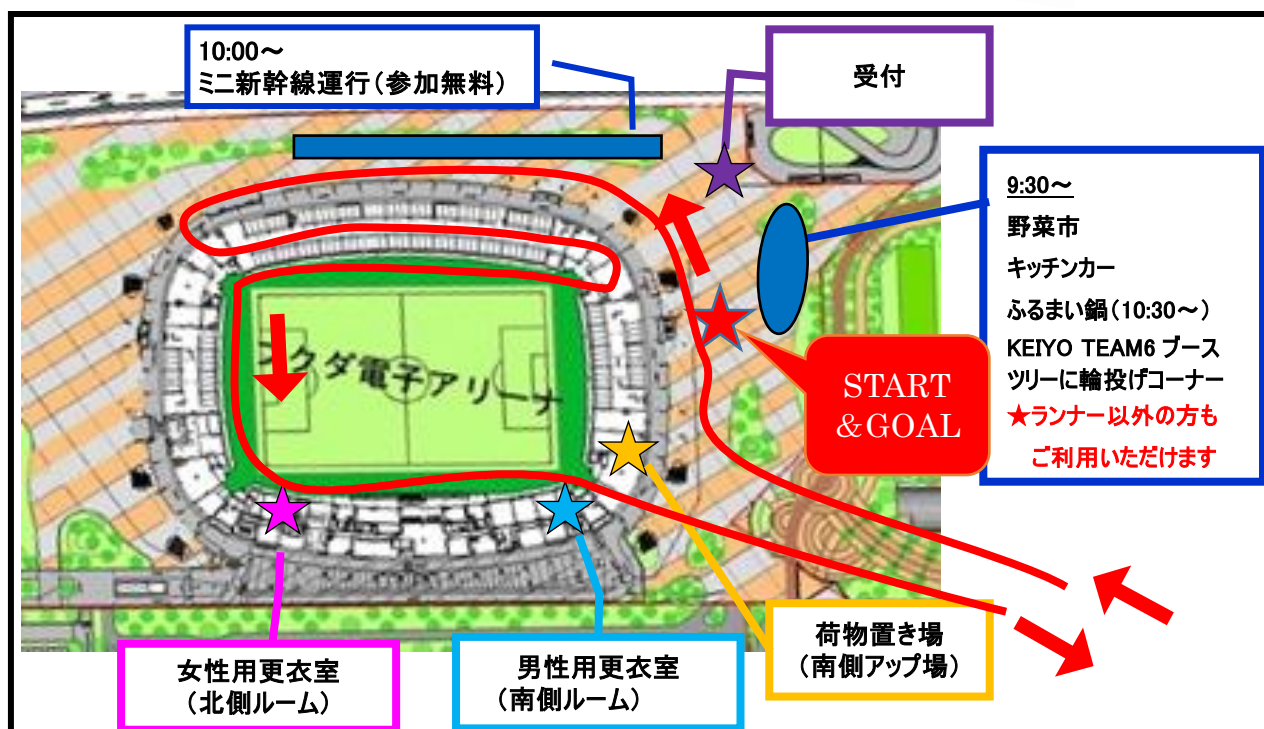 10:00～
ミニ新幹線運行（参加無料）
受付
9:30～
野菜市
キッチンカー
ふるまい鍋（10:30～）
KEIYO TEAM6 ブース
ツリーに輪投げコーナー
★ランナー以外の方も
ご利用いただけます
フクダ電子アリーナ
START
&GOAL
女性用更衣室
（北側ルーム）
男性用更衣室
（南側ルーム）
荷物置き場
（南側アップ場）